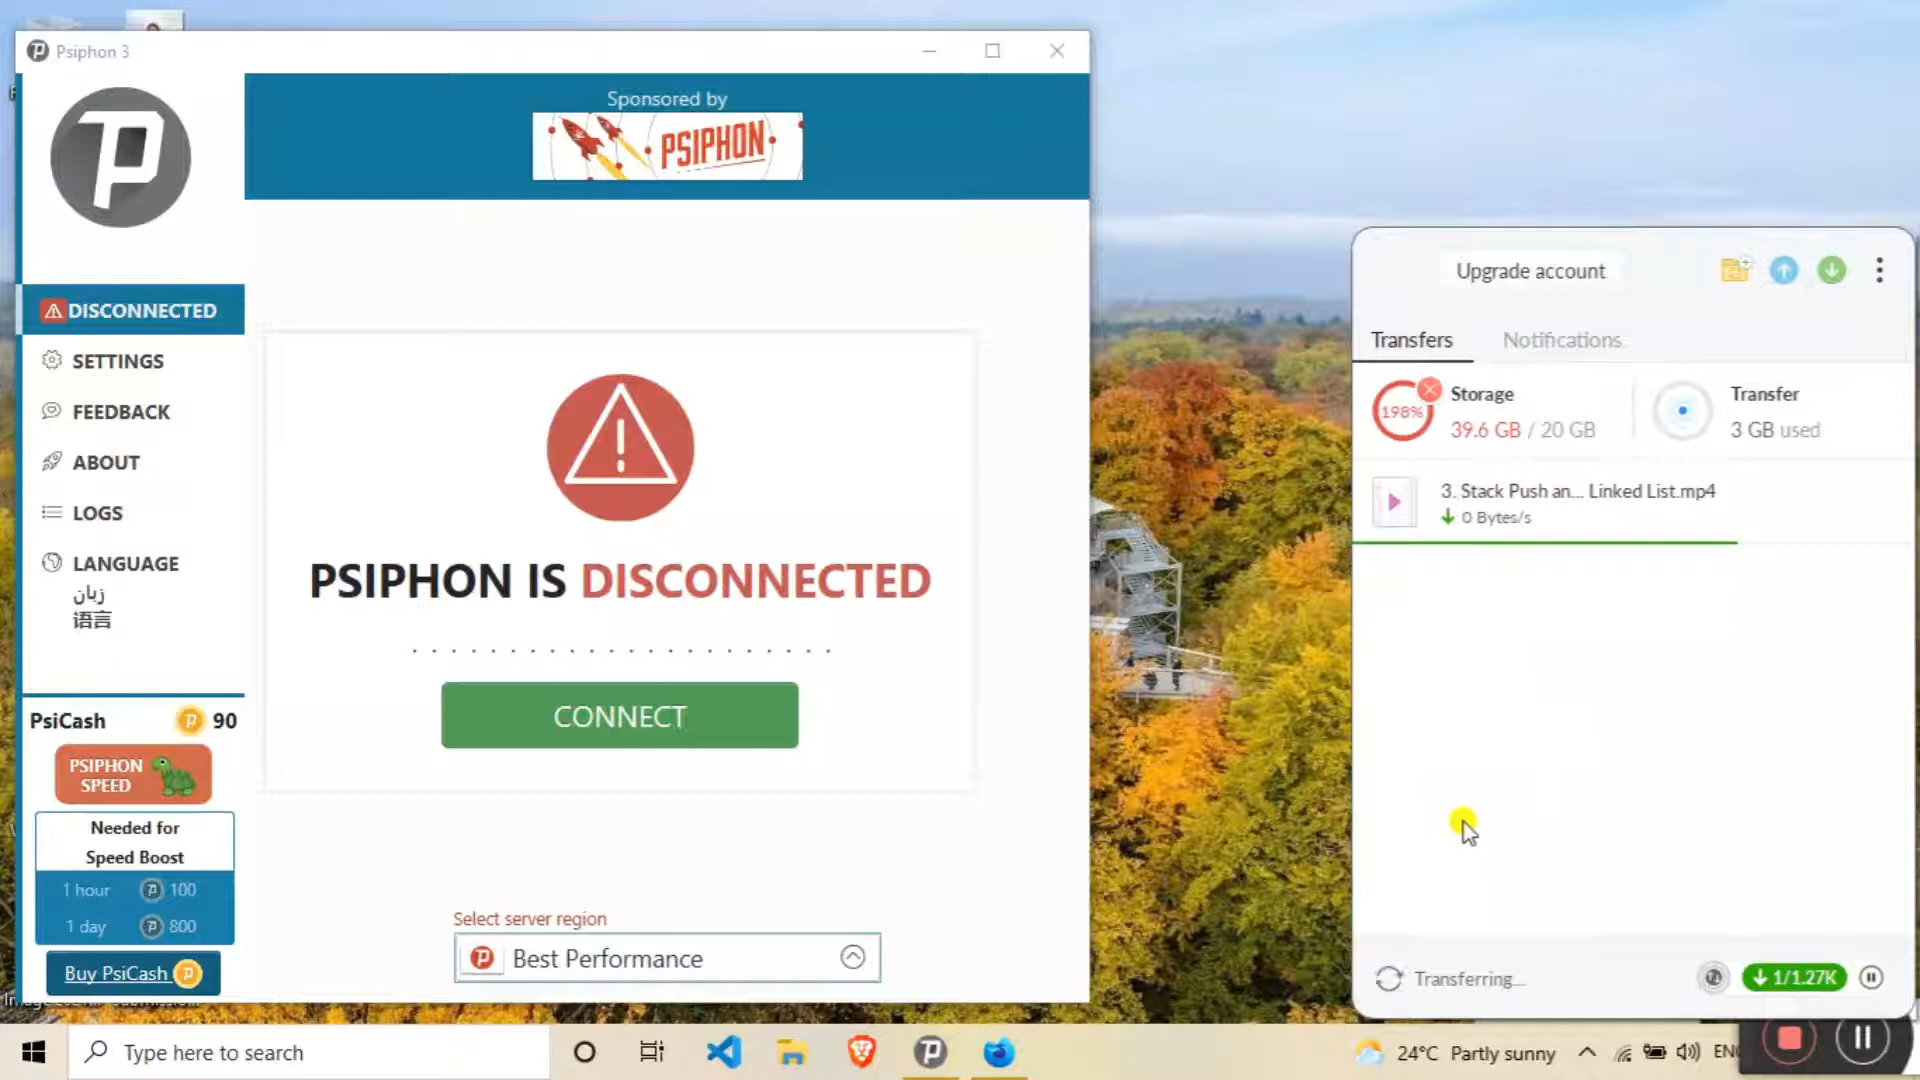 Psiphon 3
Sponsored by
PSIPHON
DISCONNECTED
SETTINGS
FEEDBACK
ABOUT
LOGS
LANGUAGE
زبان
语言
PSIPHON IS DISCONNECTED
CONNECT
PsiCash 90
PSIPHON
SPEED
Needed for
Speed Boost
1 hour 100
1 day 800
Buy PsiCash
Select server region
Best Performance
Upgrade account
Transfers Notifications
198%
Storage
39.6 GB / 20 GB
Transfer
3 GB used
3. Stack Push an... Linked List.mp4
0 Bytes/s
Transferring...
1/1.27K
Type here to search
24°C Partly sunny